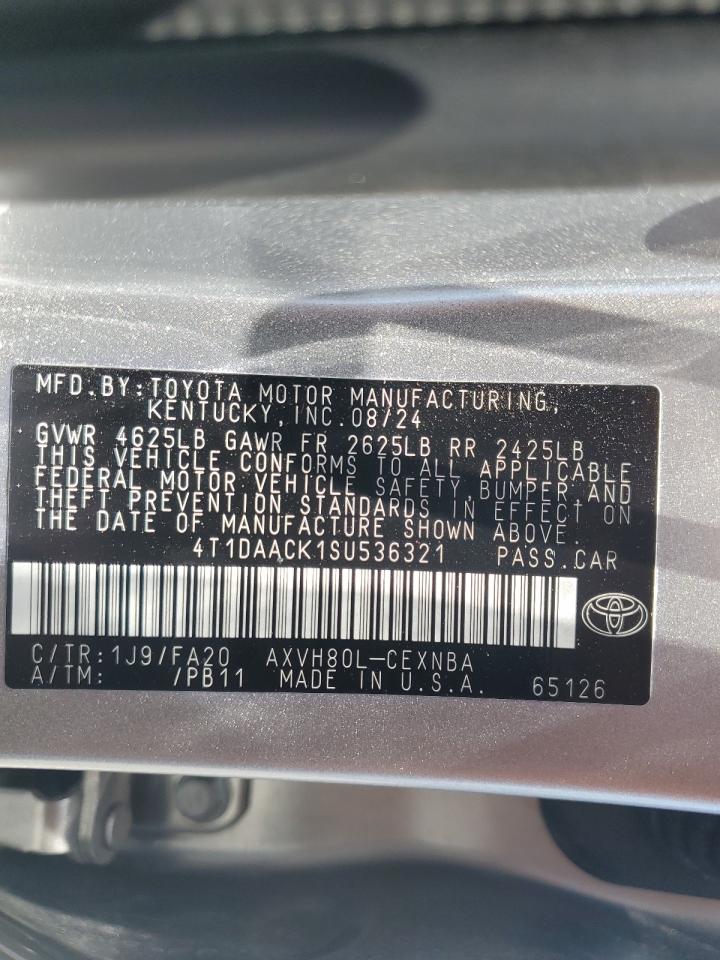 MFD.BY:TOYOTA MOTOR MANUFACTURING,
KENTUCKY,INC.08/24
GVWR 4625LB GAWR FR 2625LB RR 2425LB
THIS VEHICLE CONFORMS TO ALL APPLICABLE
FEDERAL MOTOR VEHICLE SAFETY,BUMPER,AND
THEFT PREVENTION STANDARDS IN EFFECT ON
THE DATE OF MANUFACTURE SHOWN ABOVE.
4T1DAACK1SU536321 PASS.CAR
C/TR:1J9/FA20 AXVH80L-CEXNBA
A/TM: /PB11 MADE IN U.S.A. 65126